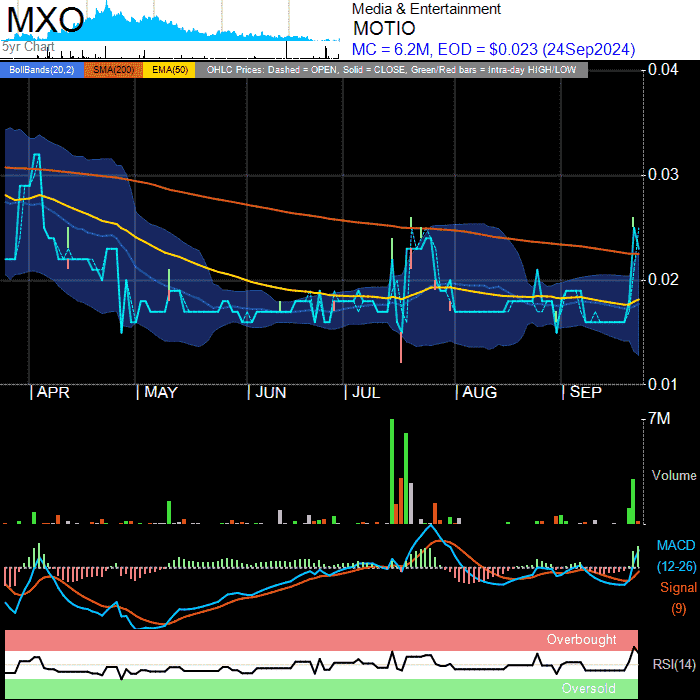 MXO
Media & Entertainment
MOTIO
5yr Chart
MC = 6.2M, EOD = $0.023 (24Sep2024)
BollBands(20,2) SMA(200) EMA(50) OHLC Prices: Dashed = OPEN, Solid = CLOSE, Green/Red bars = Intra-day HIGH/LOW
0.04
0.03
0.02
0.01
APR MAY JUN JUL AUG SEP
7M
Volume
MACD
(12-26)
Signal
(9)
Overbought
RSI(14)
Oversold